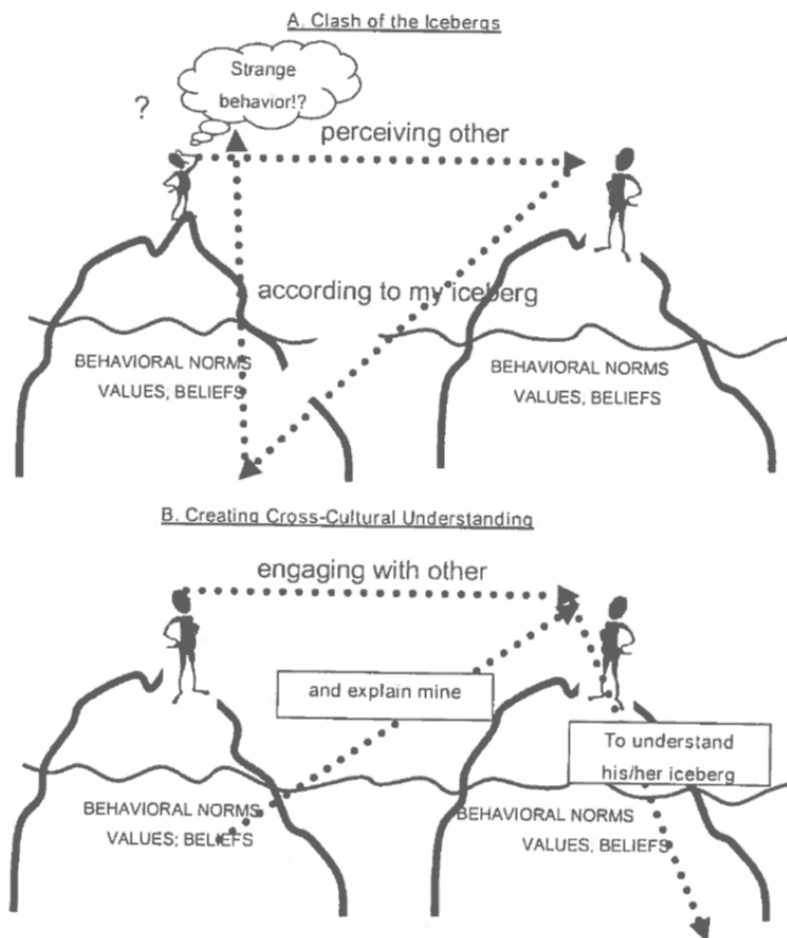 A. Clash of the Icebergs
Strange
behavior!?
?
perceiving other
according to my iceberg
BEHAVIORAL NORMS
VALUES; BELIEFS
BEHAVIORAL NORMS
VALUES; BELIEFS
B. Creating Cross-Cultural Understanding
engaging with other
and explain mine
To understand
his/her iceberg
BEHAVIORAL NORMS
VALUES; BELIEFS
BEHAVIORAL NORMS
VALUES; BELIEFS